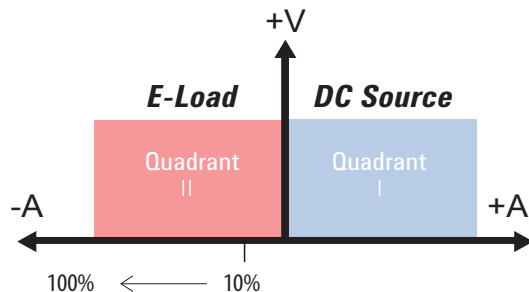 +V
E-Load DC Source
Quadrant Quadrant
II I
-A +A
100% 10%